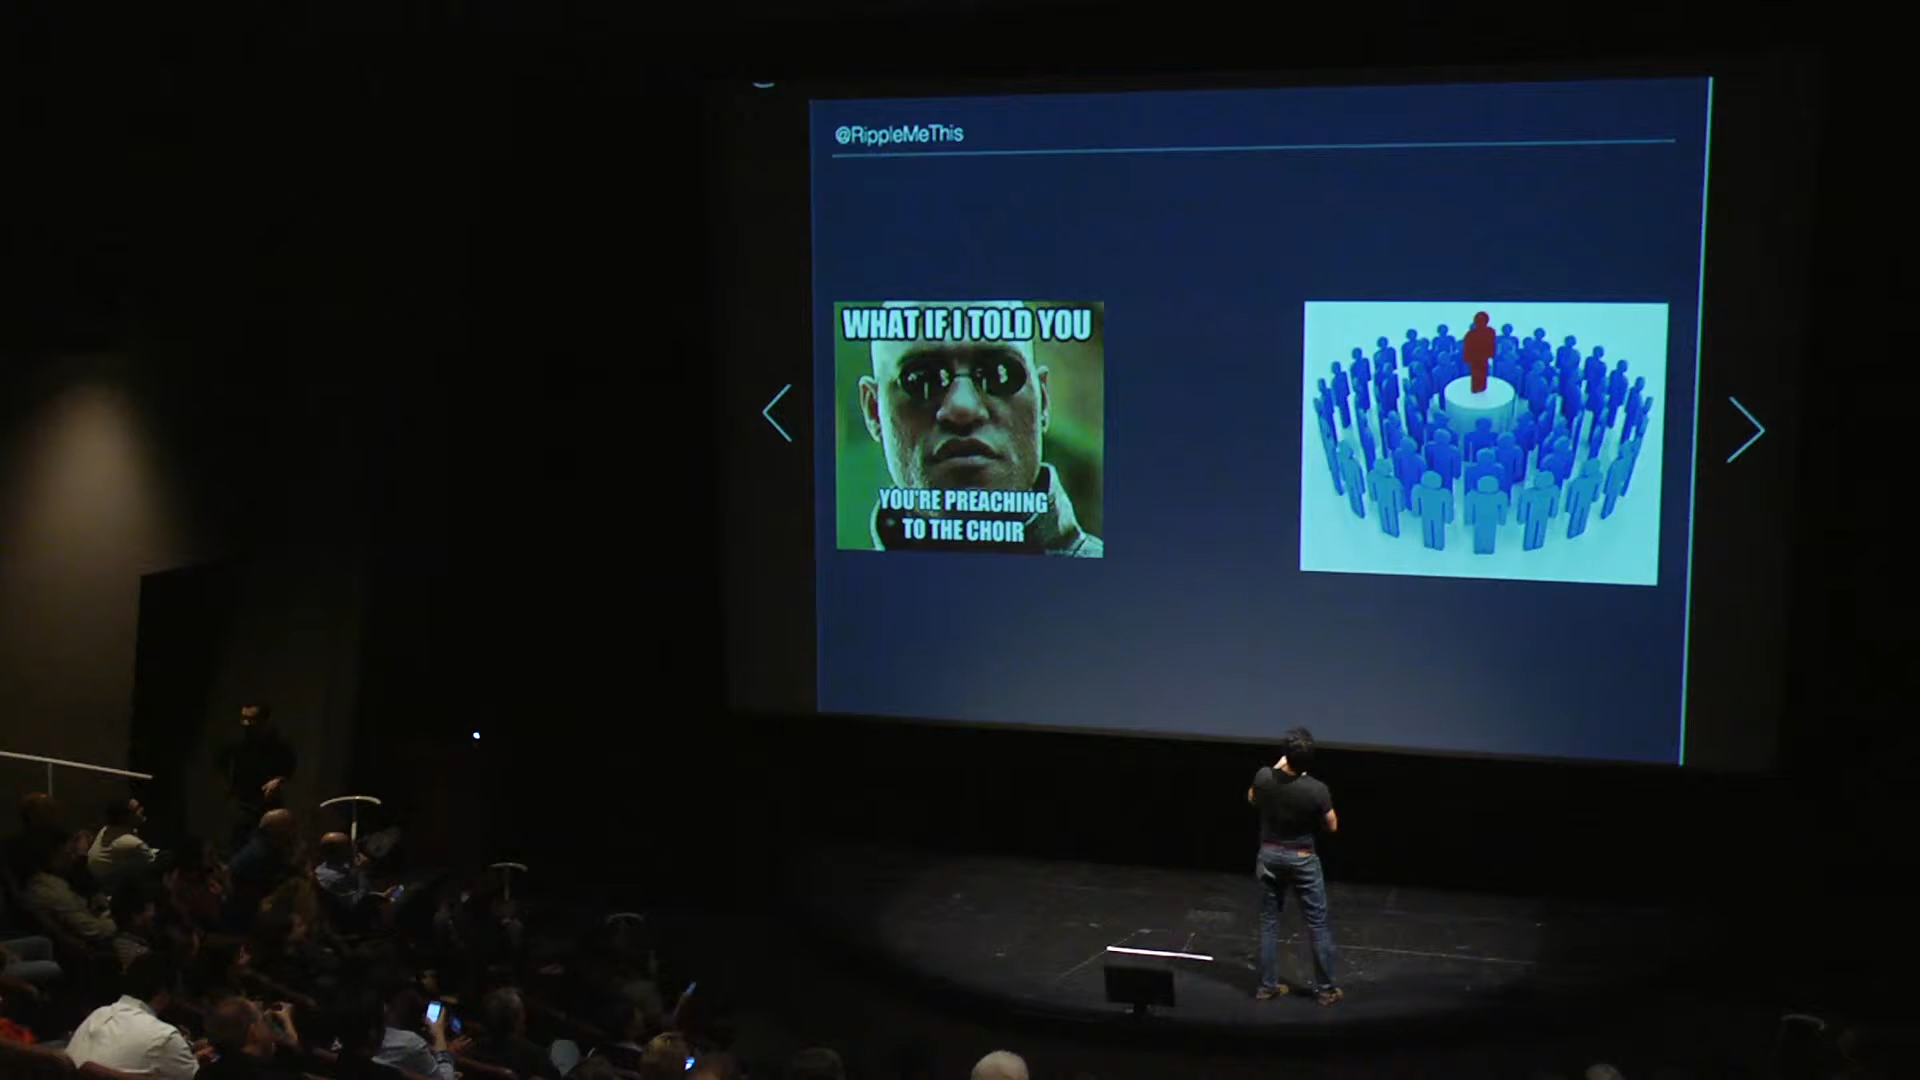 @RippleMeThis
WHAT IF I TOLD YOU
YOU'RE PREACHING
TO THE CHOIR